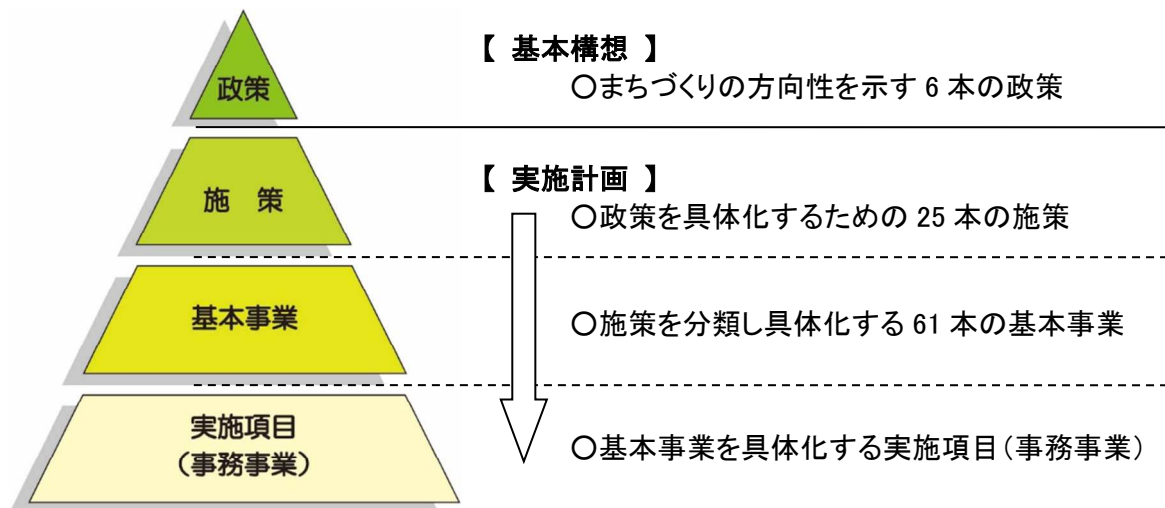 政策
【 基本構想 】
○まちづくりの方向性を示す 6 本の政策
施 策
【 実施計画 】
○政策を具体化するための 25 本の施策
基本事業
○施策を分類し具体化する 61 本の基本事業
実施項目
（事務事業）
○基本事業を具体化する実施項目（事務事業）